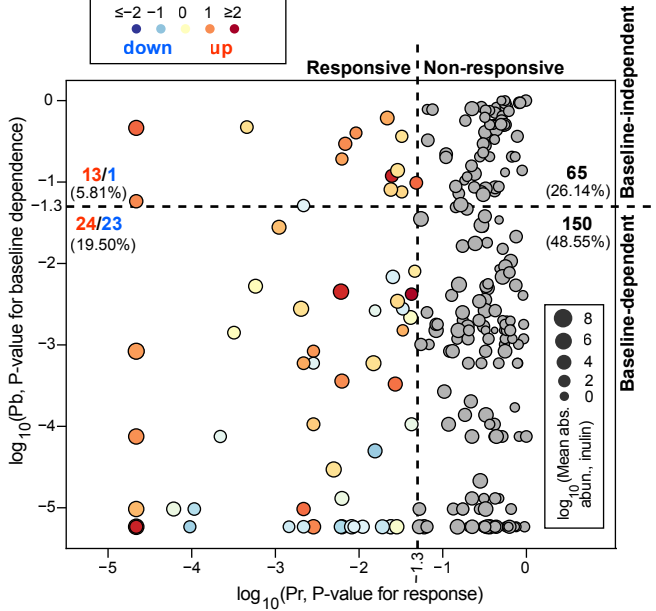 ≤−2 −1 0 1 ≥2
down up
Responsive Non-responsive
Baseline-independent
Baseline-dependent
13/1
(5.81%)
65
(26.14%)
24/23
(19.50%)
150
(48.55%)
0
−1
−1.3
−2
−3
−4
−5
log10(Pb, P-value for baseline dependence)
8
6
4
2
0
log10(Mean abs.
abun., inulin)
−5 −4 −3 −2 −1.3 −1 0
log10(Pr, P-value for response)